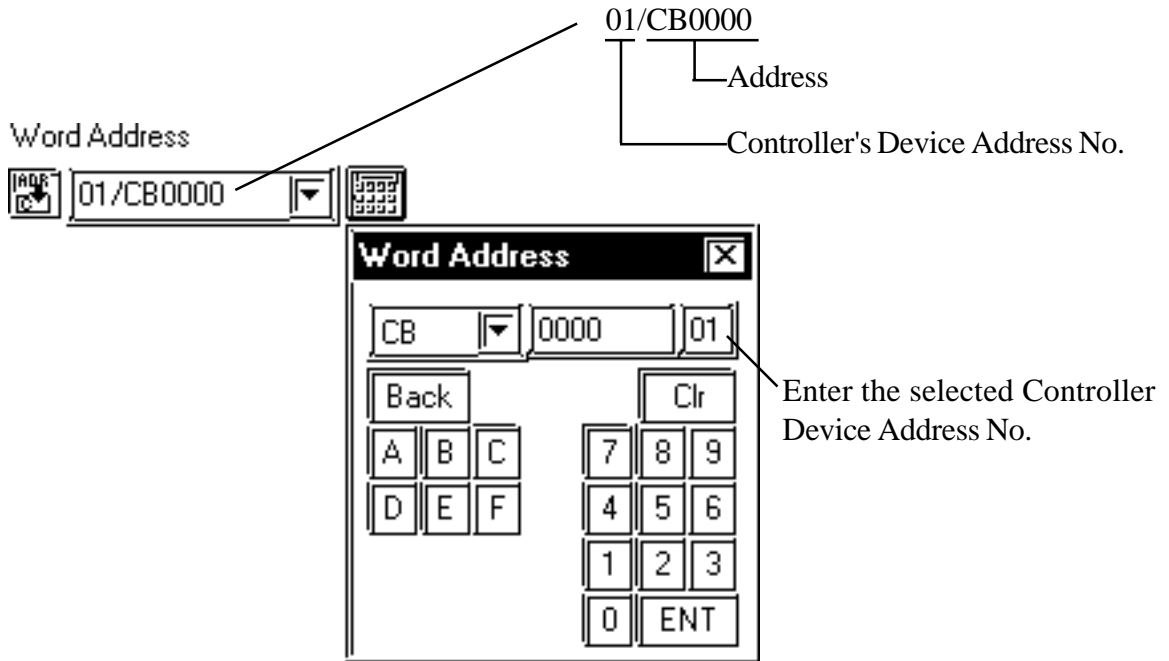 01/CB0000
Address
Controller's Device Address No.
Word Address
ADR
C
01/CB0000
Word Address
CB 0000 01
Enter the selected Controller
Device Address No.
Back Clr
A B C 7 8 9
D E F 4 5 6
1 2 3
0 ENT